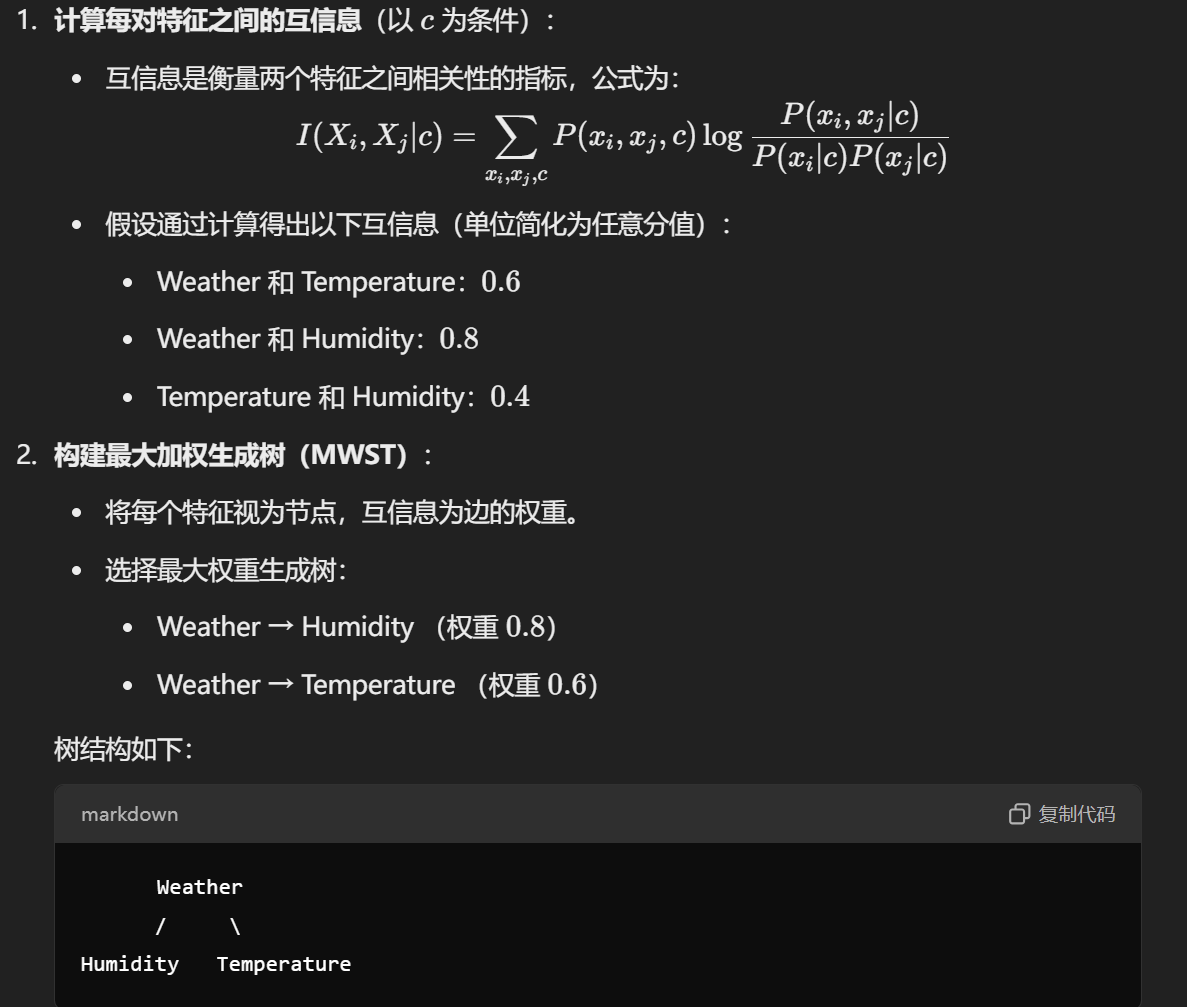 1. 计算每对特征之间的互信息（以 c 为条件）：
• 互信息是衡量两个特征之间相关性的指标，公式为：
I(X_i, X_j|c) = ∑_{x_i,x_j,c} P(x_i, x_j, c) log \frac{P(x_i, x_j|c)}{P(x_i|c)P(x_j|c)}
• 假设通过计算得出以下互信息（单位简化为任意分值）：
• Weather 和 Temperature：0.6
• Weather 和 Humidity：0.8
• Temperature 和 Humidity：0.4
2. 构建最大加权生成树（MWST）：
• 将每个特征视为节点，互信息为边的权重。
• 选择最大权重生成树：
• Weather → Humidity （权重 0.8）
• Weather → Temperature （权重 0.6）
树结构如下：
markdown 复制代码
Weather
/ \
Humidity Temperature